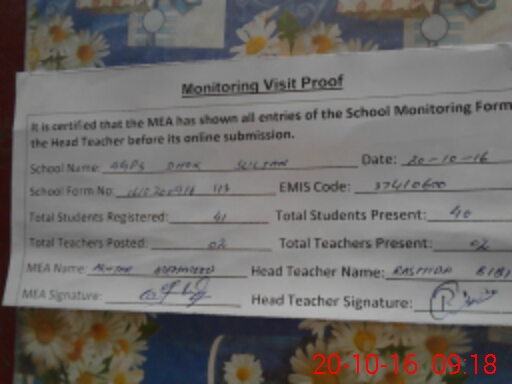 Monitoring Visit Proof
It is certified that the MEA has shown all entries of the School Monitoring Form
the Head Teacher before its online submission.
School Name: GGPS DHOK Date: 20-10-16
School Form No: EMIS Code: 37410600
Total Students Registered: 41 Total Students Present: 40
Total Teachers Posted: 02 Total Teachers Present: 02
MEA Name: Head Teacher Name: RASHIDA BIBI
MEA Signature: Head Teacher Signature:
20-10-16 09:18